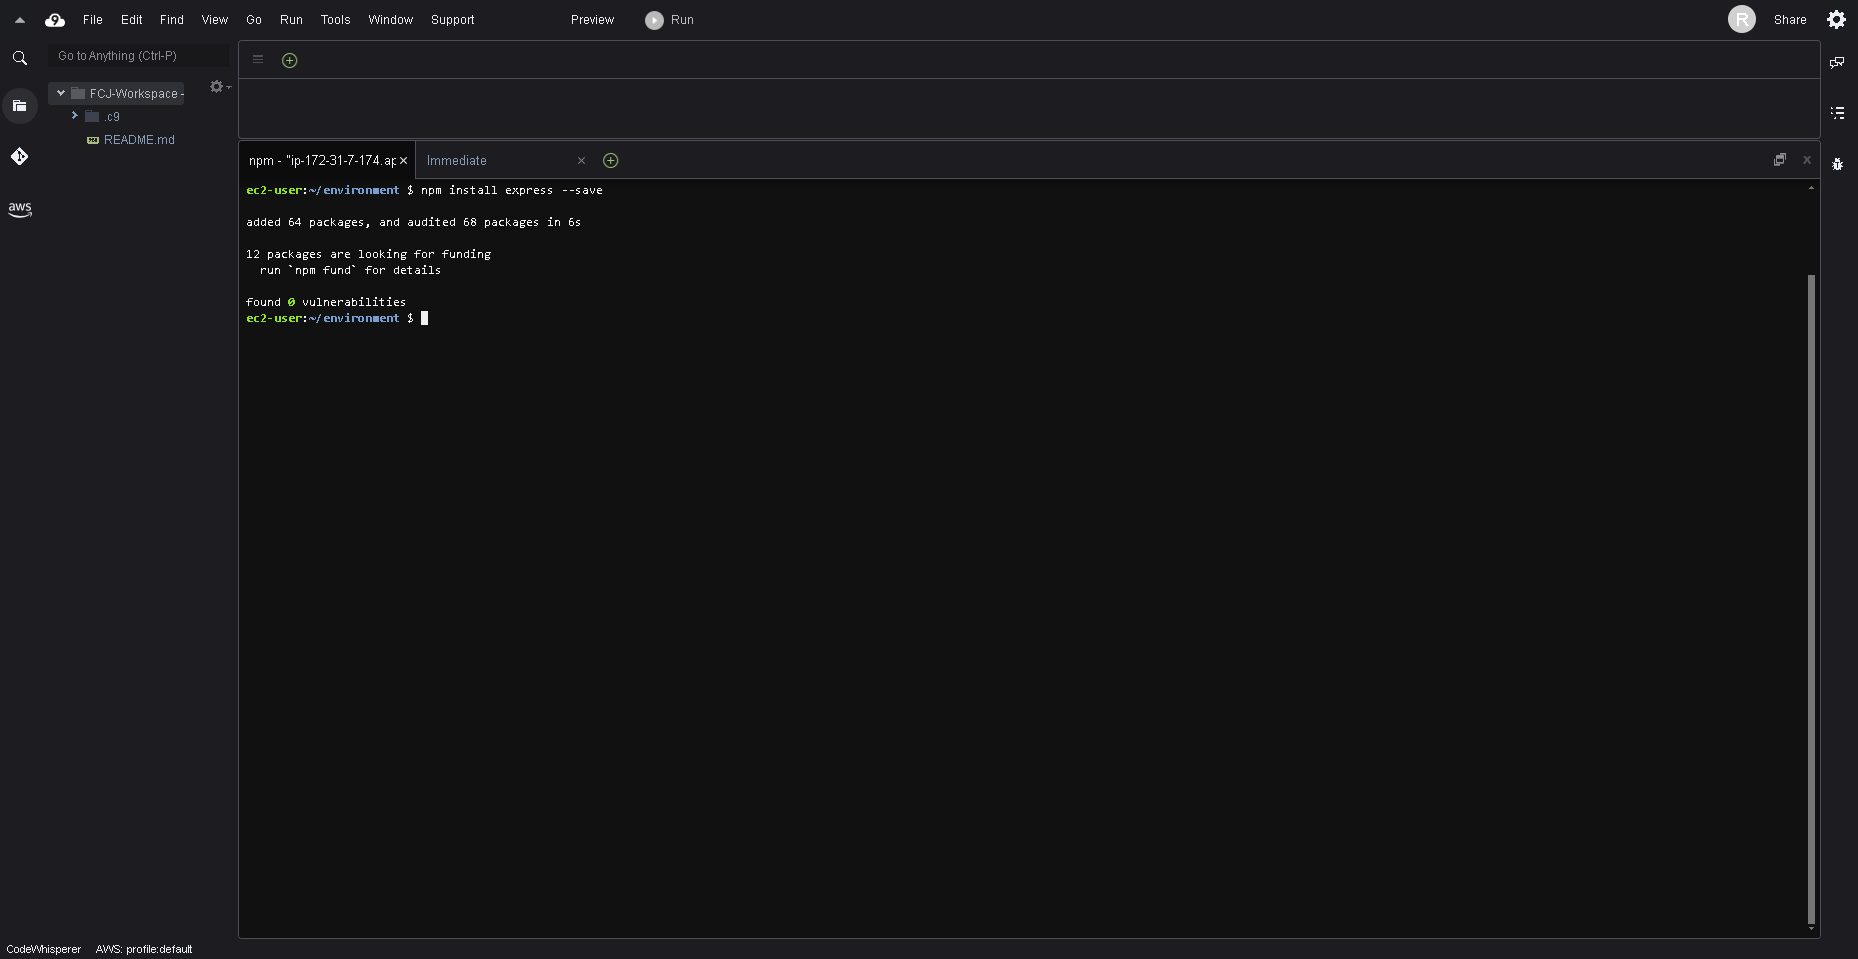 9 File Edit Find View Go Run Tools Window Support Preview Run R Share
Go to Anything (Ctrl-P)
FCJ-Workspace -
.c9
README.md
aws
npm - "ip-172-31-7-174.ap Immediate
ec2-user:~/environment $ npm install express --save
added 64 packages, and audited 68 packages in 6s
12 packages are looking for funding
run `npm fund` for details
found 0 vulnerabilities
ec2-user:~/environment $
CodeWhisperer AWS: profile:default